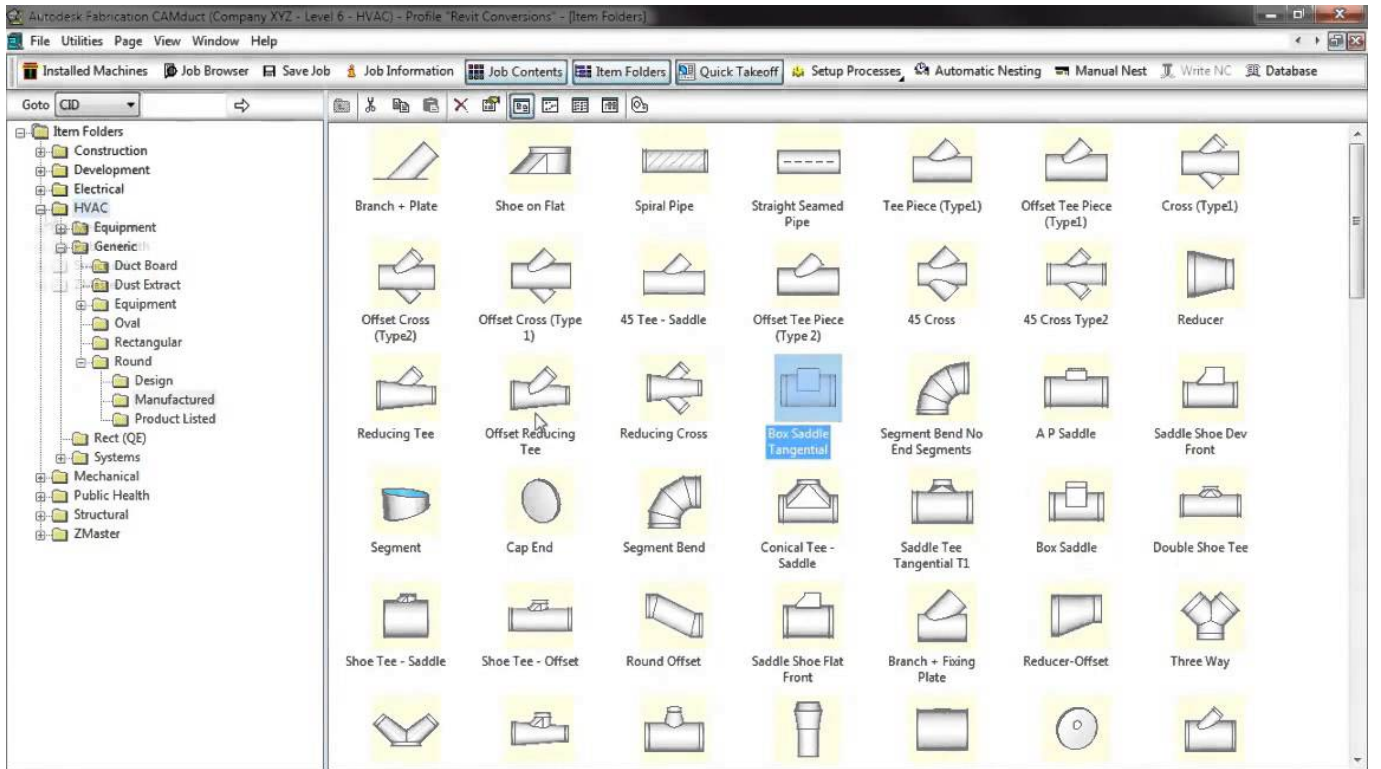 Autodesk Fabrication CAMduct (Company XYZ - Level 6 - HVAC) - Profile "Revit Conversions" - [Item Folders]
File Utilities Page View Window Help
Installed Machines Job Browser Save Job Job Information Job Contents Item Folders Quick Takeoff Setup Processes Automatic Nesting Manual Nest Write NC Database
Goto CID
Item Folders
Construction
Development
Electrical
HVAC
Equipment
Generic
Duct Board
Dust Extract
Equipment
Oval
Rectangular
Round
Design
Manufactured
Product Listed
Rect (QE)
Systems
Mechanical
Public Health
Structural
ZMaster
Branch + Plate Shoe on Flat Spiral Pipe Straight Seamed Tee Piece (Type1) Offset Tee Piece Cross (Type1)
Pipe (Type1)
Offset Cross Offset Cross (Type 45 Tee - Saddle Offset Tee Piece 45 Cross 45 Cross Type2 Reducer
(Type2) 1) (Type 2)
Reducing Tee Offset Reducing Reducing Cross Box Saddle Segment Bend No A P Saddle Saddle Shoe Dev
Tee Tangential End Segments Front
Segment Cap End Segment Bend Conical Tee - Saddle Tee Box Saddle Double Shoe Tee
Saddle Tangential T1
Shoe Tee - Saddle Shoe Tee - Offset Round Offset Saddle Shoe Flat Branch + Fixing Reducer-Offset Three Way
Front Plate